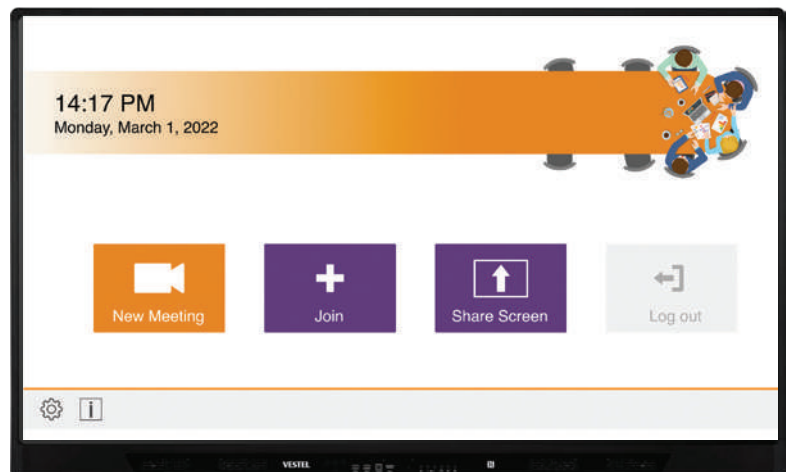 14:17 PM
Monday, March 1, 2022
New Meeting
Join
Share Screen
Log out
i
VESTEL